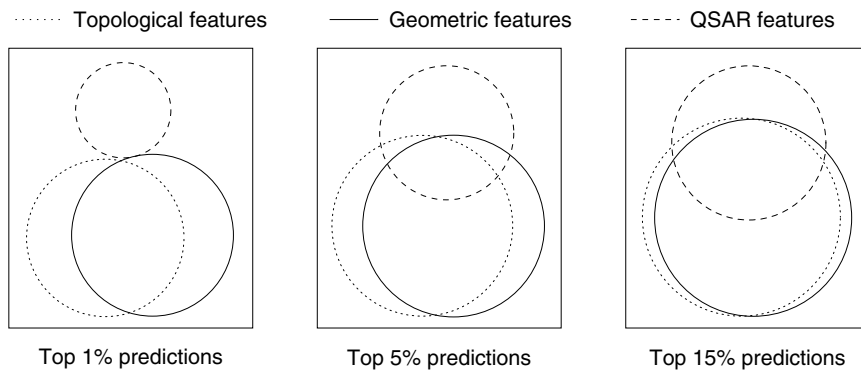 Topological features
Geometric features
QSAR features
Top 1% predictions
Top 5% predictions
Top 15% predictions